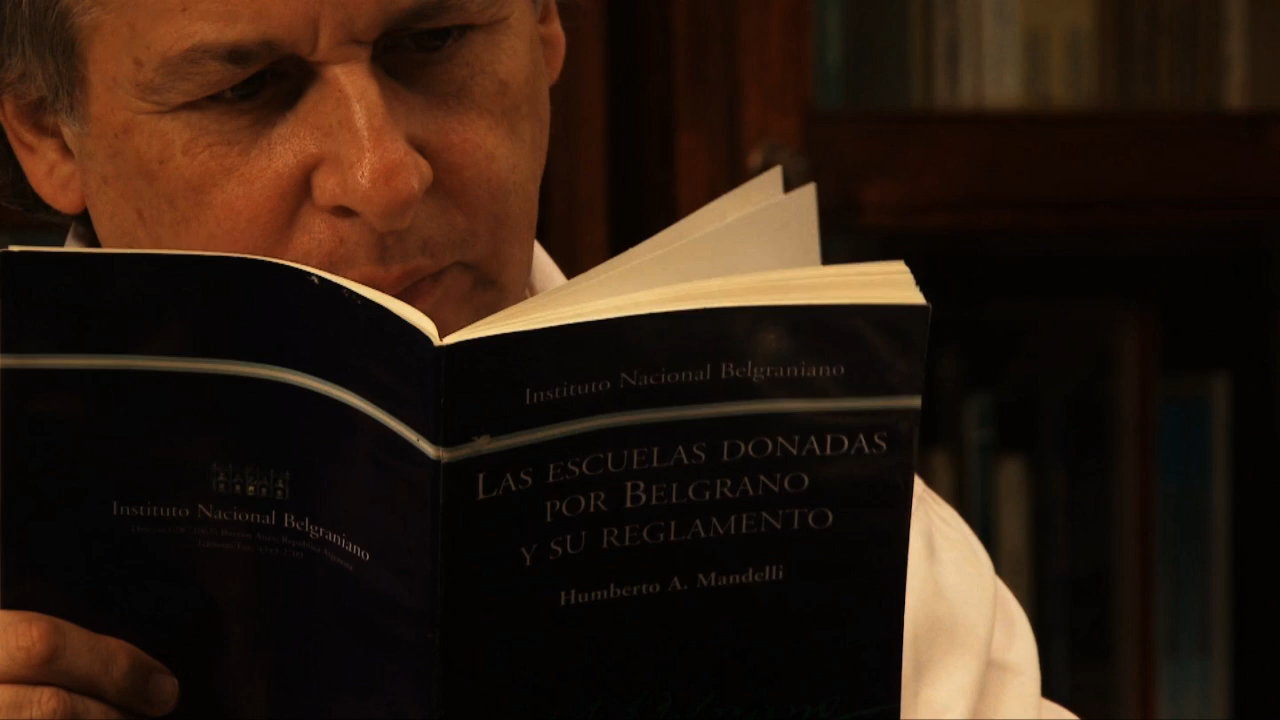 Instituto Nacional Belgraniano
LAS ESCUELAS DONADAS
POR BELGRANO
Y SU REGLAMENTO
Humberto A. Mandelli
Instituto Nacional Belgraniano